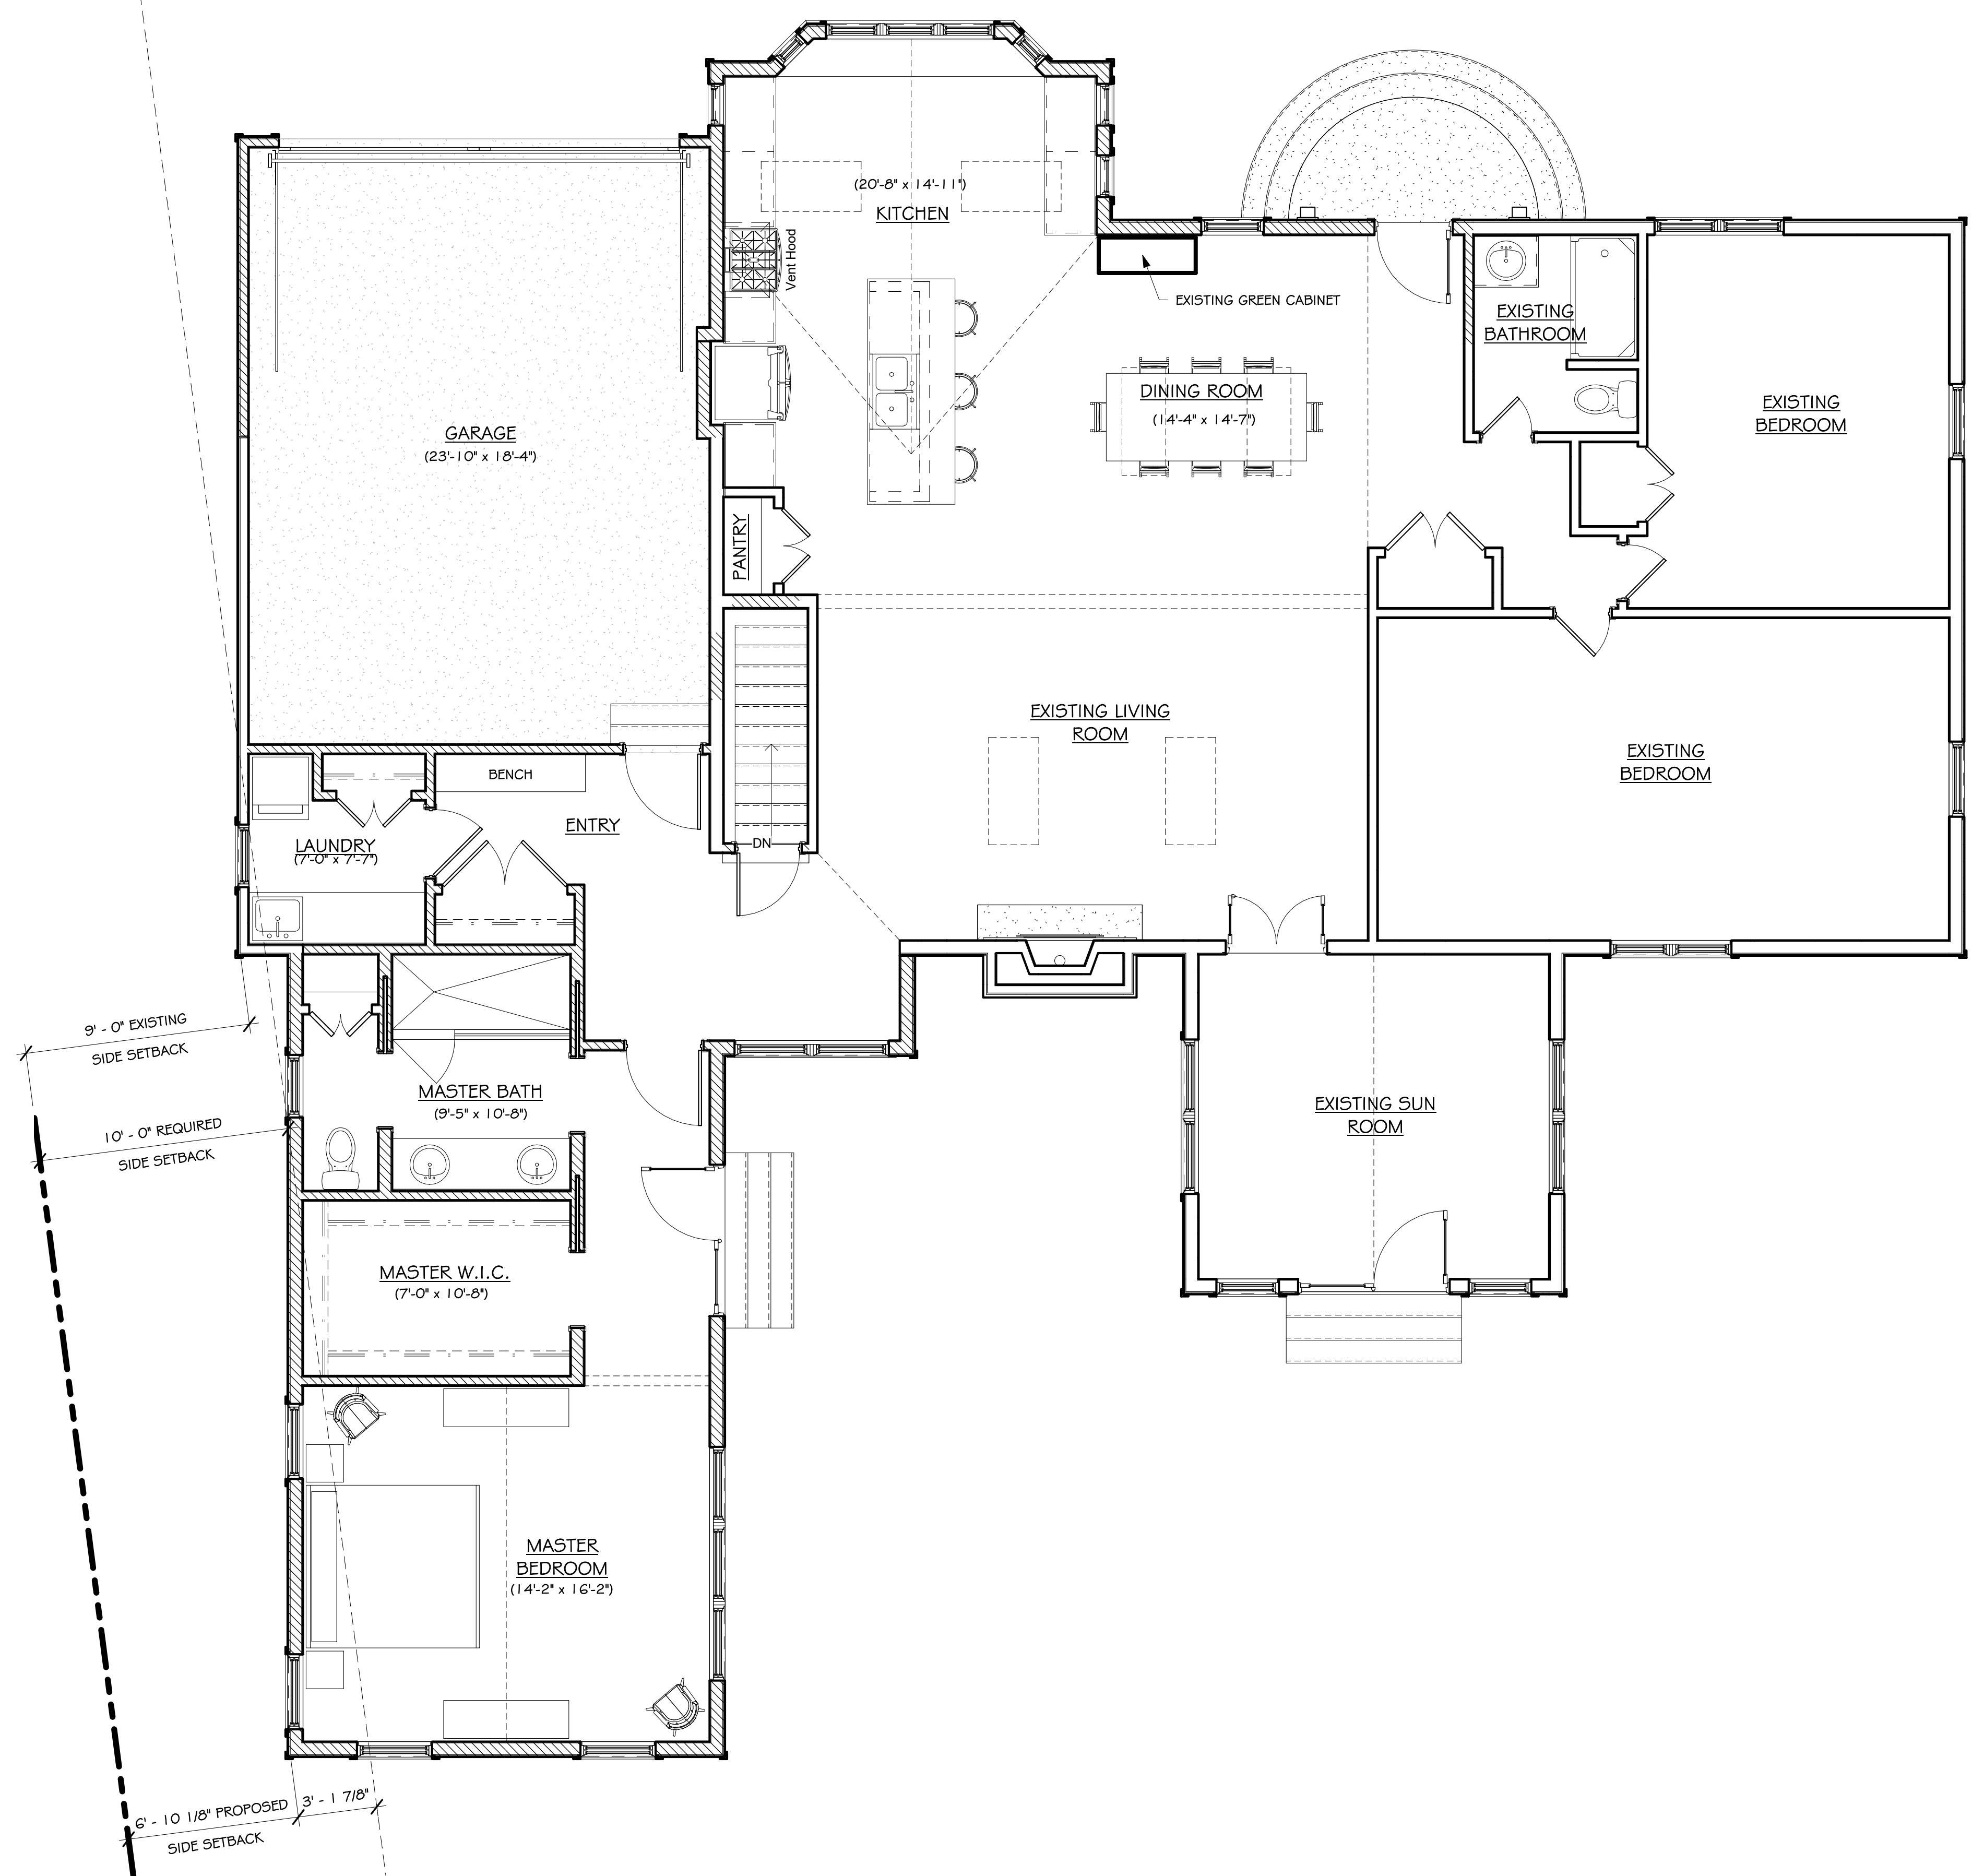 (20'-8" x 14'-11")
KITCHEN
Vent Hood
EXISTING GREEN CABINET
EXISTING
BATHROOM
DINING ROOM
(14'-4" x 14'-7")
EXISTING
BEDROOM
GARAGE
(23'-10" x 18'-4")
PANTRY
EXISTING LIVING
ROOM
EXISTING
BEDROOM
BENCH
ENTRY
LAUNDRY
(7'-0" x 7'-7")
DN
9' - 0" EXISTING
SIDE SETBACK
MASTER BATH
(9'-5" x 10'-8")
EXISTING SUN
ROOM
10' - 0" REQUIRED
SIDE SETBACK
MASTER W.I.C.
(7'-0" x 10'-8")
MASTER
BEDROOM
(14'-2" x 16'-2")
6' - 10 1/8" PROPOSED
3' - 1 7/8"
SIDE SETBACK